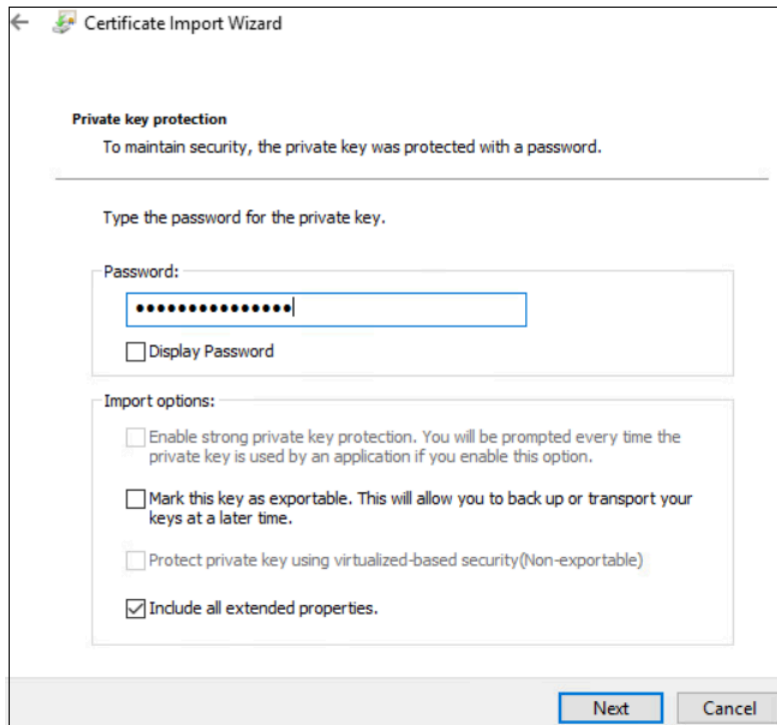 Certificate Import Wizard
Private key protection
To maintain security, the private key was protected with a password.
Type the password for the private key.
Password:
•••••••••••••••
Display Password
Import options:
Enable strong private key protection. You will be prompted every time the
private key is used by an application if you enable this option.
Mark this key as exportable. This will allow you to back up or transport your
keys at a later time.
Protect private key using virtualized-based security(Non-exportable)
Include all extended properties.
Next
Cancel